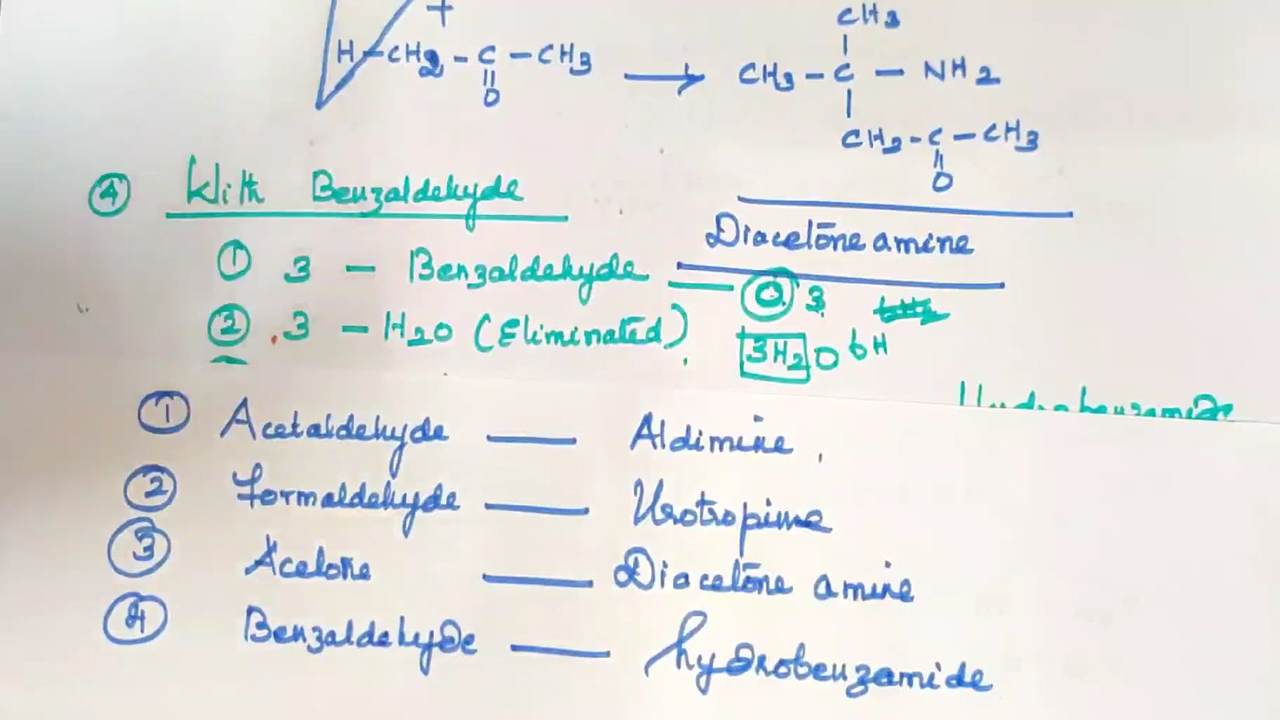 CH3
+
H-CH2-C-CH3 → CH3-C-NH2
O
CH2-C-CH3
O
④ With Benzaldehyde
Diacetone amine
① 3 - Benzaldehyde — O 3
② 3 - H2O (Eliminated) 3H2O 6H
Hydrobenzamide
① Acetaldehyde — Aldimine
② Formaldehyde — Urotropine
③ Acetone — Diacetone amine
④ Benzaldehyde — hydrobenzamide